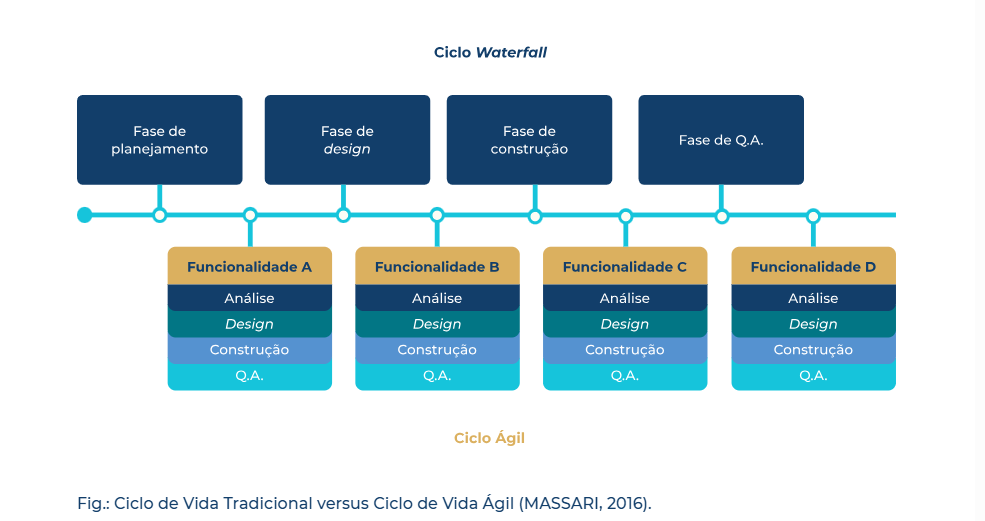 Ciclo Waterfall
Fase de
planejamento
Fase de
design
Fase de
construção
Fase de Q.A.
Funcionalidade A
Análise
Design
Construção
Q.A.
Funcionalidade B
Análise
Design
Construção
Q.A.
Funcionalidade C
Análise
Design
Construção
Q.A.
Funcionalidade D
Análise
Design
Construção
Q.A.
Ciclo Ágil
Fig.: Ciclo de Vida Tradicional versus Ciclo de Vida Ágil (MASSARI, 2016).